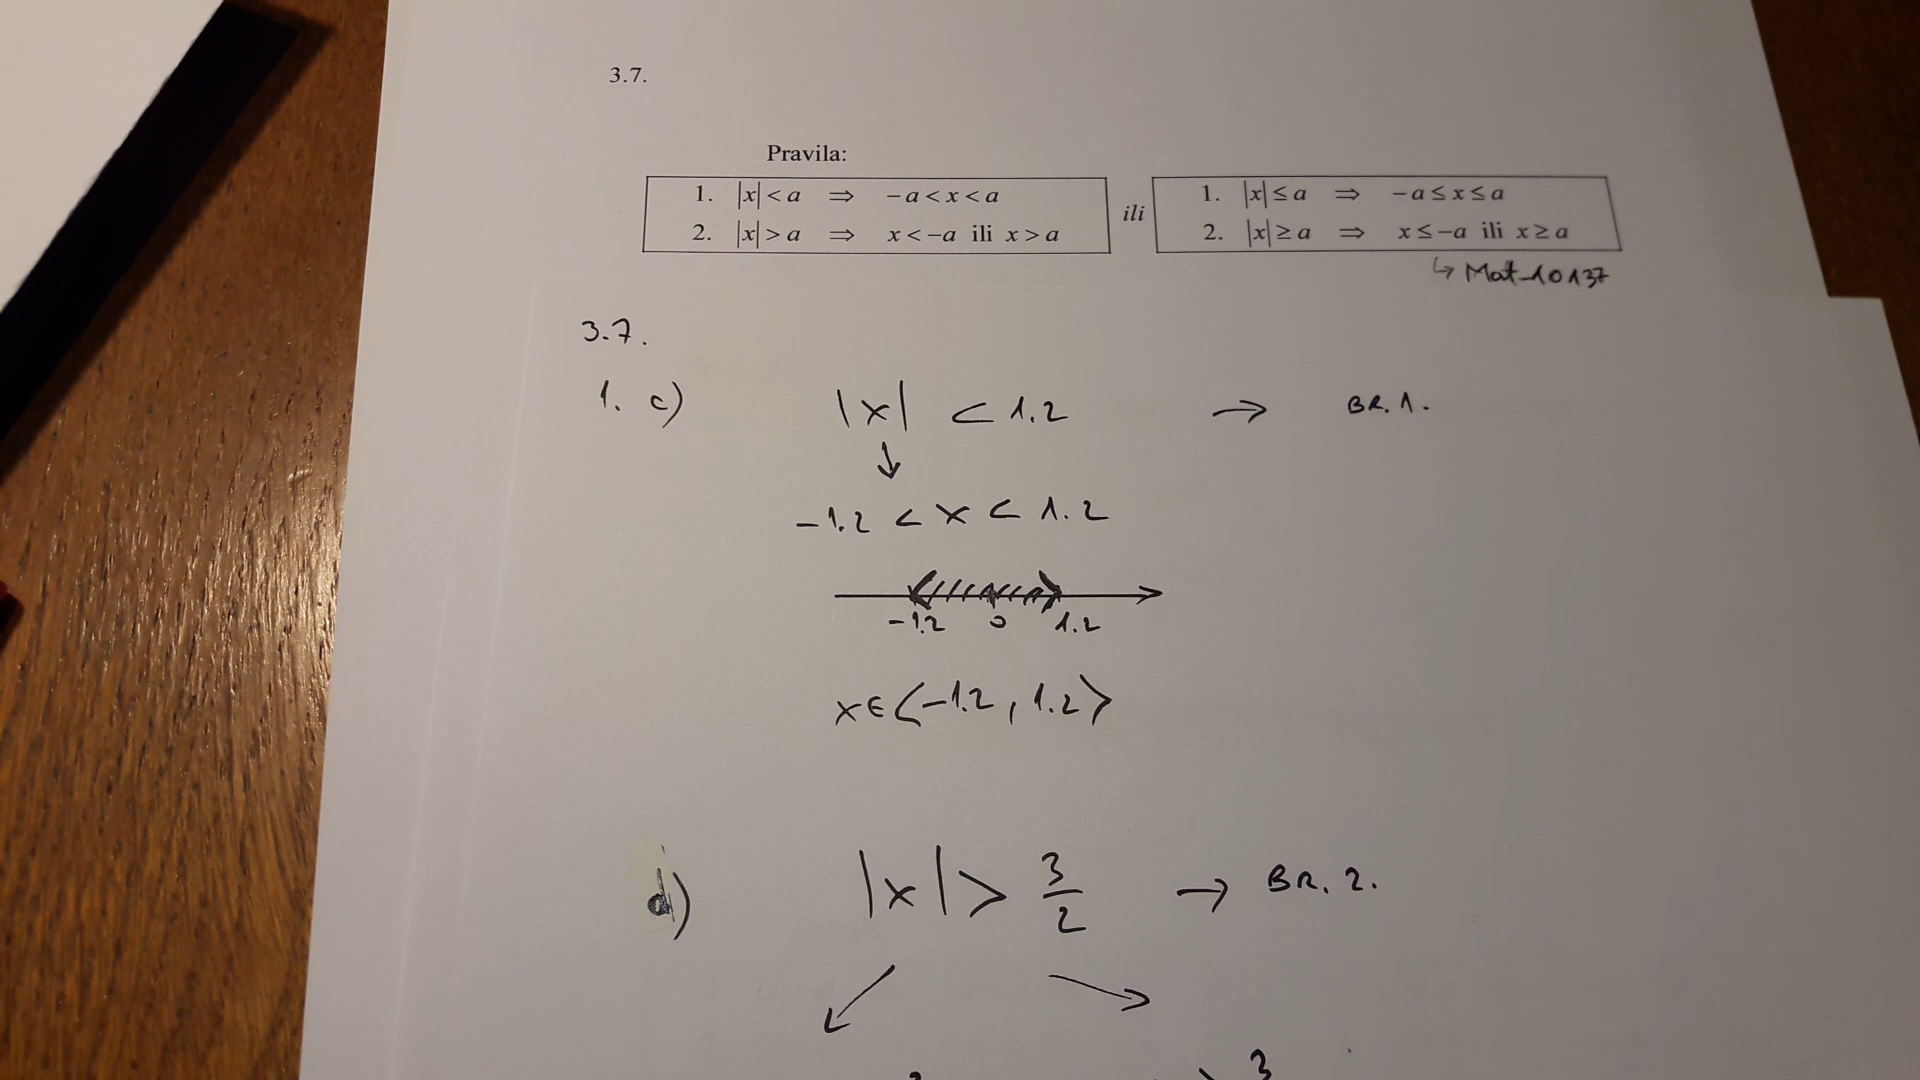 3.7.
Pravila:
1. |x| < a ⇒ -a < x < a
2. |x| > a ⇒ x < -a ili x > a
ili
1. |x| ≤ a ⇒ -a ≤ x ≤ a
2. |x| ≥ a ⇒ x ≤ -a ili x ≥ a
↳ Mat-10137
3.7.
1. c) |x| < 1.2 → BR. 1.
↓
-1.2 < x < 1.2
-1.2 0 1.2
x ∈ ⟨-1.2, 1.2⟩
d) |x| > 3/2 → BR. 2.
↙ ↘
> 3